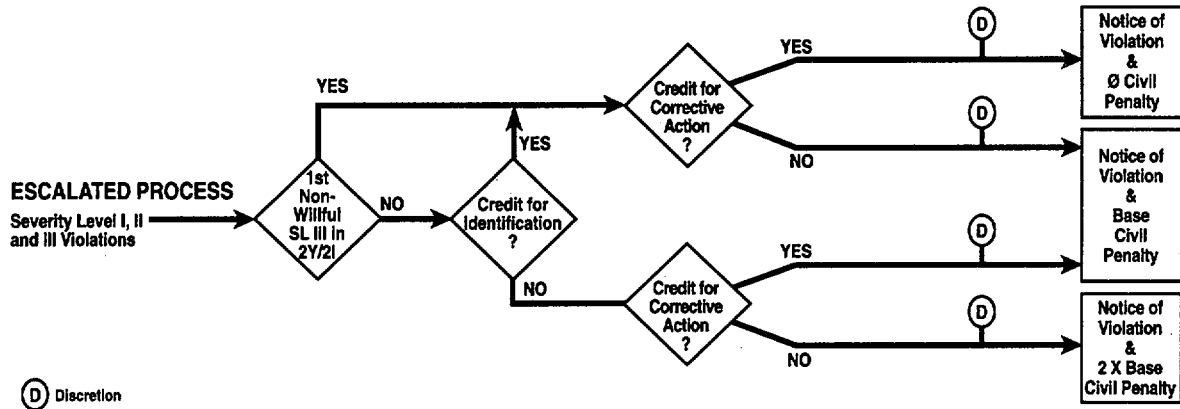 ESCALATED PROCESS
Severity Level I, II
and III Violations
1st
Non-
Willful
SL III in
2Y/2I
YES
NO
Credit for
Identification
?
YES
NO
Credit for
Corrective
Action
?
YES
NO
D
D
Notice of
Violation
&
Ø Civil
Penalty
Credit for
Corrective
Action
?
YES
NO
D
D
Notice of
Violation
&
Base
Civil
Penalty
Notice of
Violation
&
2 X Base
Civil Penalty
D Discretion